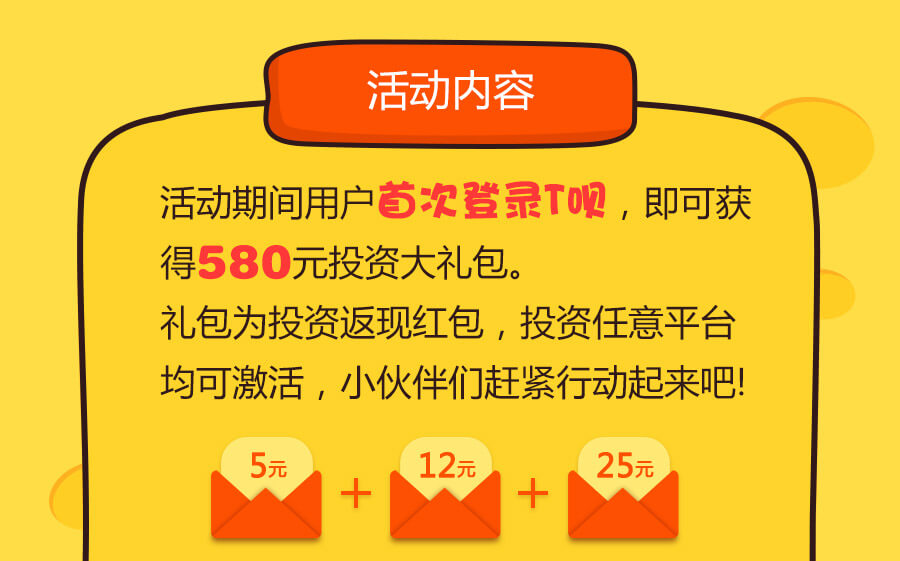 活动内容
活动期间用户首次登录T呗，即可获
得580元投资大礼包。
礼包为投资返现红包，投资任意平台
均可激活，小伙伴们赶紧行动起来吧!
5元 + 12元 + 25元